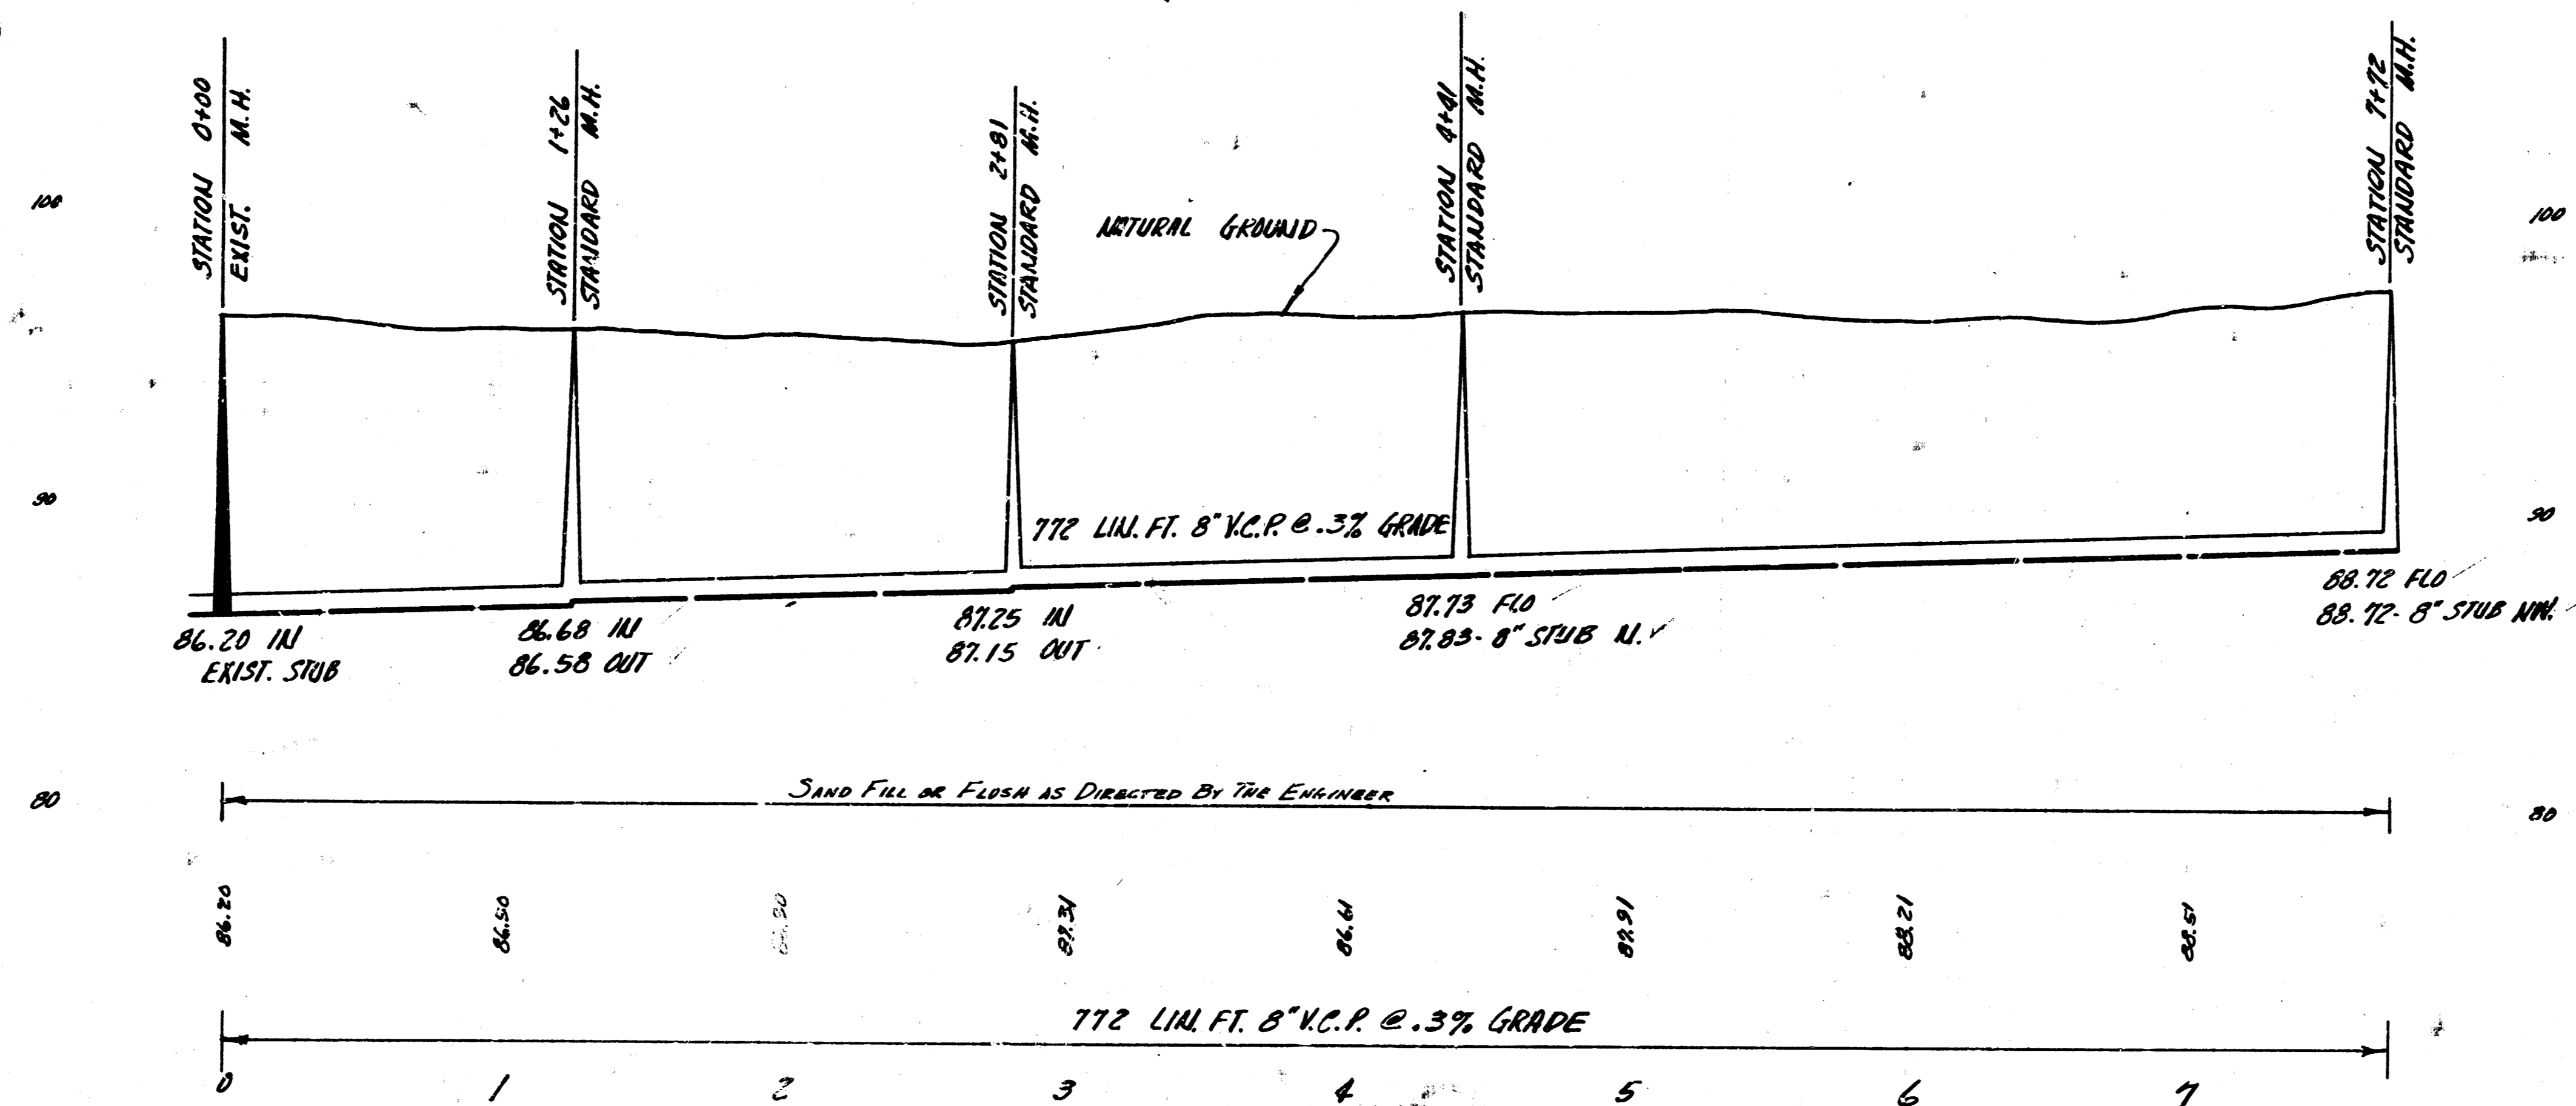 STATION 0+00
EXIST. M.H.
STATION 1+26
STANDARD M.H.
STATION 2+81
STANDARD M.H.
STATION 4+41
STANDARD M.H.
STATION 7+72
STANDARD M.H.
100
100
NATURAL GROUND
90
90
772 LIN. FT. 8" V.C.P. @ .3% GRADE
86.20 IN
EXIST. STUB
86.68 IN
86.58 OUT
87.25 IN
87.15 OUT
87.73 FLO
87.83 - 8" STUB N.
88.72 FLO
88.72 - 8" STUB NW.
80
80
SAND FILL OR FLUSH AS DIRECTED BY THE ENGINEER
86.20
86.50
87.31
86.61
87.91
88.21
88.51
772 LIN. FT. 8" V.C.P. @ .3% GRADE
0 1 2 3 4 5 6 7